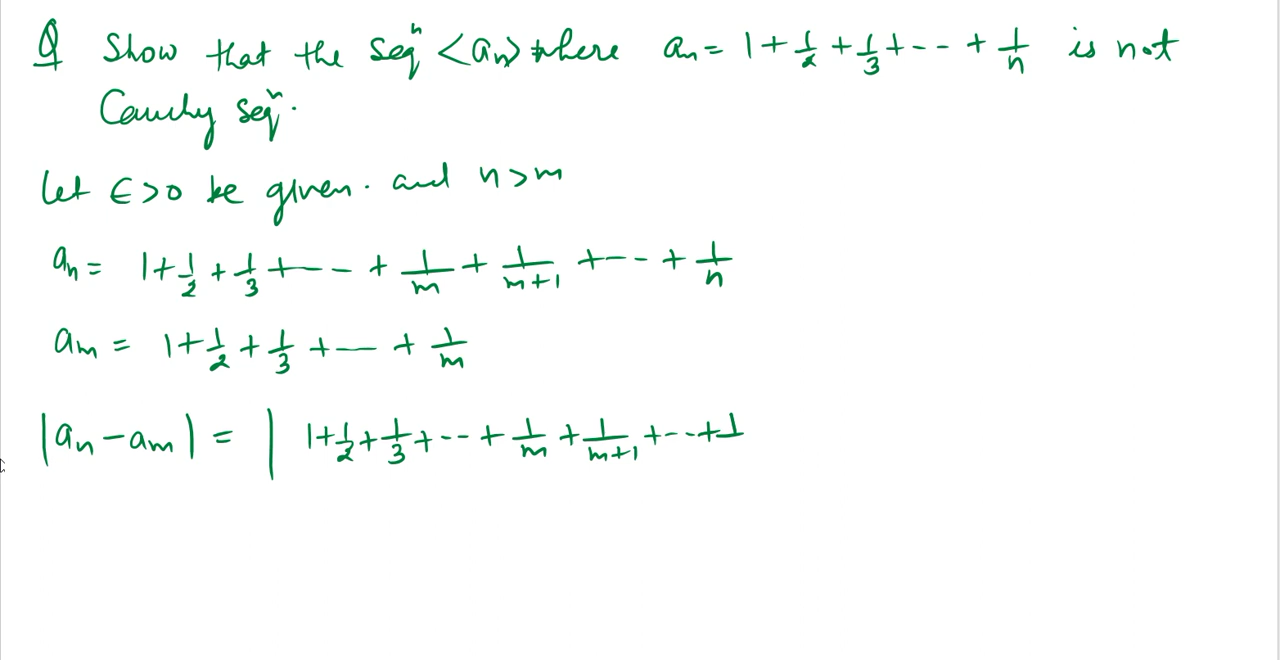 Q Show that the seqⁿ <aₙ> where aₙ = 1 + 1/2 + 1/3 + -- + 1/n is not
Cauchy seqⁿ.
Let ∈ > 0 be given. and n > m
aₙ = 1 + 1/2 + 1/3 + --- + 1/m + 1/m+1 + --- + 1/n
aₘ = 1 + 1/2 + 1/3 + -- + 1/m
|aₙ - aₘ| = | 1 + 1/2 + 1/3 + -- + 1/m + 1/m+1 + -- + 1